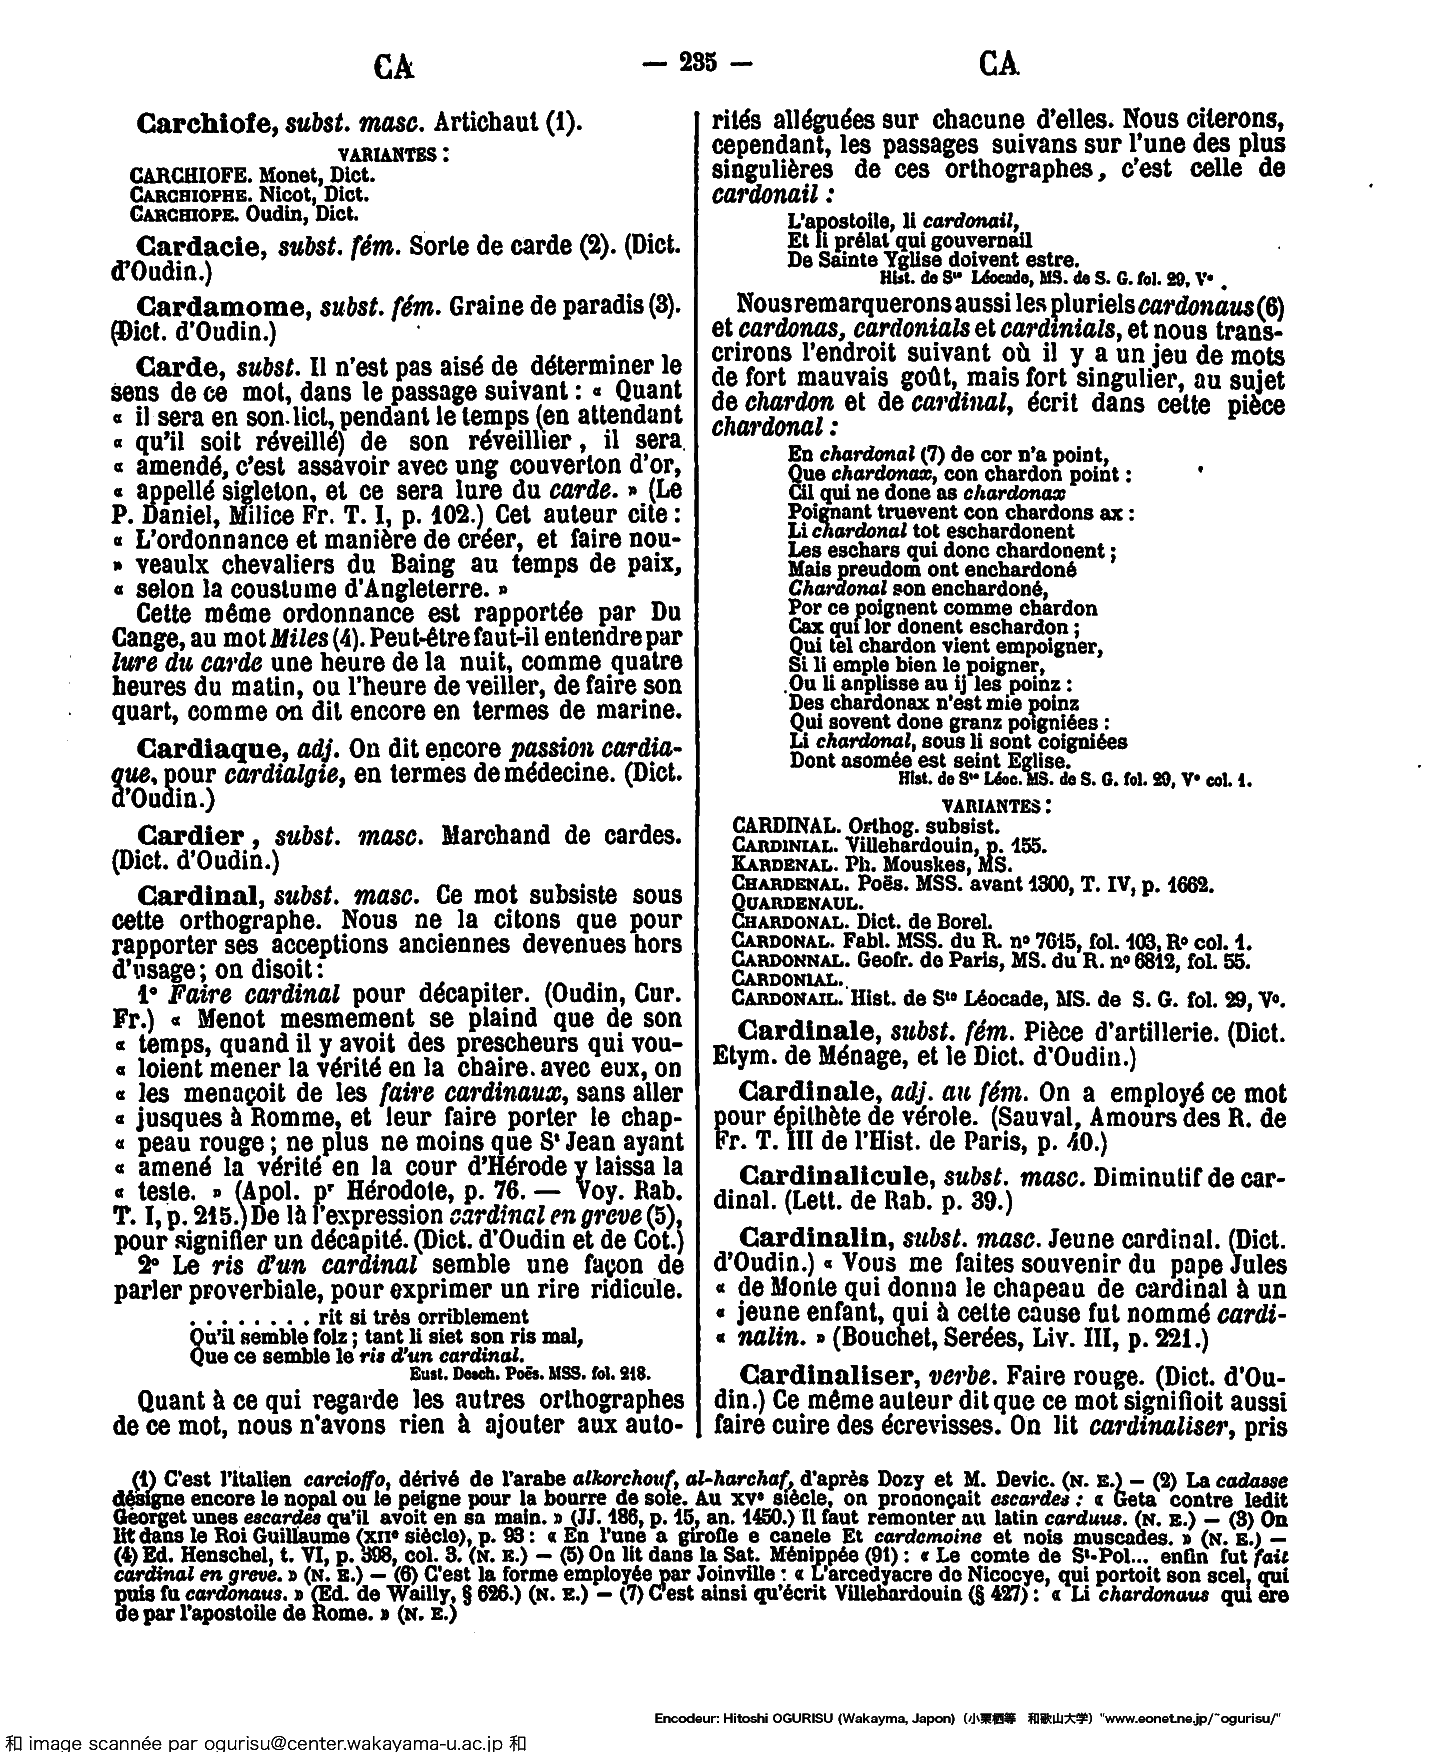 CA
— 235 —
CA
Carchiofe, subst. masc. Artichaut (1).
VARIANTES :
CARCHIOFE. Monet, Dict.
CARCHIOPHE. Nicot, Dict.
CARCHIOPE. Oudin, Dict.
Cardacie, subst. fém. Sorte de carde (2). (Dict.
d'Oudin.)
Cardamome, subst. fém. Graine de paradis (3).
(Dict. d'Oudin.)
Carde, subst. Il n'est pas aisé de déterminer le
sens de ce mot, dans le passage suivant : « Quant
« il sera en son lict, pendant le temps (en attendant
« qu'il soit réveillé) de son réveillier, il sera
« amendé, c'est assavoir avec ung couverton d'or,
« appellé sigleton, et ce sera lure du carde. » (Le
P. Daniel, Milice Fr. T. I, p. 102.) Cet auteur cite :
« L'ordonnance et manière de créer, et faire nou-
» veaulx chevaliers du Baing au temps de paix,
« selon la coustume d'Angleterre. »
Cette même ordonnance est rapportée par Du
Cange, au mot Miles (4). Peut-être faut-il entendre par
lure du carde une heure de la nuit, comme quatre
heures du matin, ou l'heure de veiller, de faire son
quart, comme on dit encore en termes de marine.
Cardiaque, adj. On dit encore passion cardia-
que, pour cardialgie, en termes de médecine. (Dict.
d'Oudin.)
Cardier, subst. masc. Marchand de cardes.
(Dict. d'Oudin.)
Cardinal, subst. masc. Ce mot subsiste sous
cette orthographe. Nous ne la citons que pour
rapporter ses acceptions anciennes devenues hors
d'usage ; on disoit :
1° Faire cardinal pour décapiter. (Oudin, Cur.
Fr.) « Menot mesmement se plaind que de son
« temps, quand il y avoit des prescheurs qui vou-
« loient mener la vérité en la chaire. avec eux, on
« les menaçoit de les faire cardinaux, sans aller
« jusques à Romme, et leur faire porter le chap-
« peau rouge ; ne plus ne moins que St Jean ayant
« amené la vérité en la cour d'Hérode y laissa la
« teste. » (Apol. pr Hérodote, p. 76. — Voy. Rab.
T. I, p. 215.) De là l'expression cardinal en greve (5),
pour signifier un décapité. (Dict. d'Oudin et de Cot.)
2° Le ris d'un cardinal semble une façon de
parler proverbiale, pour exprimer un rire ridicule.
. . . . . . . . rit si très orriblement
Qu'il semble folz ; tant li siet son ris mal,
Que ce semble le ris d'un cardinal.
Eust. Desch. Poës. MSS. fol. 218.
Quant à ce qui regarde les autres orthographes
de ce mot, nous n'avons rien à ajouter aux auto-
rités alléguées sur chacune d'elles. Nous citerons,
cependant, les passages suivans sur l'une des plus
singulières de ces orthographes, c'est celle de
cardonail :
L'apostoile, li cardonail,
Et li prélat qui gouvernail
De Sainte Yglise doivent estre.
Hist. de Ste Léocade, MS. de S. G. fol. 29, V°.
Nous remarquerons aussi les pluriels cardonaus (6)
et cardonas, cardonials et cardinials, et nous trans-
crirons l'endroit suivant où il y a un jeu de mots
de fort mauvais goût, mais fort singulier, au sujet
de chardon et de cardinal, écrit dans cette pièce
chardonal :
En chardonal (7) de cor n'a point,
Que chardonax, con chardon point :
Cil qui ne done as chardonax
Poignant truevent con chardons ax :
Li chardonal tot eschardonent
Les eschars qui donc chardonent ;
Mais preudom ont enchardoné
Chardonal son enchardoné,
Por ce poignent comme chardon
Cax qui lor donent eschardon ;
Qui tel chardon vient empoigner,
Si li emple bien le poigner,
Ou li anplisse au ij les poinz :
Des chardonax n'est mie poinz
Qui sovent done granz poigniées :
Li chardonal, sous li sont coigniées
Dont asomée est seint Eglise.
Hist. de Ste Léoc. MS. de S. G. fol. 29, V° col. 1.
VARIANTES :
CARDINAL. Orthog. subsist.
CARDINIAL. Villehardouin, p. 155.
KARDENAL. Ph. Mouskes, MS.
CHARDENAL. Poës. MSS. avant 1300, T. IV, p. 1662.
QUARDENAUL.
CHARDONAL. Dict. de Borel.
CARDONAL. Fabl. MSS. du R. n° 7615, fol. 103, R° col. 1.
CARDONNAL. Geofr. de Paris, MS. du R. n° 6812, fol. 55.
CARDONIAL.
CARDONAIL. Hist. de Ste Léocade, MS. de S. G. fol. 29, V°.
Cardinale, subst. fém. Pièce d'artillerie. (Dict.
Etym. de Ménage, et le Dict. d'Oudin.)
Cardinale, adj. au fém. On a employé ce mot
pour épithète de vérole. (Sauval, Amours des R. de
Fr. T. III de l'Hist. de Paris, p. 40.)
Cardinalicule, subst. masc. Diminutif de car-
dinal. (Lett. de Rab. p. 39.)
Cardinalin, subst. masc. Jeune cardinal. (Dict.
d'Oudin.) « Vous me faites souvenir du pape Jules
« de Monte qui donna le chapeau de cardinal à un
« jeune enfant, qui à cette cause fut nommé cardi-
« nalin. » (Bouchet, Serées, Liv. III, p. 221.)
Cardinaliser, verbe. Faire rouge. (Dict. d'Ou-
din.) Ce même auteur dit que ce mot signifioit aussi
faire cuire des écrevisses. On lit cardinaliser, pris
(1) C'est l'italien carcioffo, dérivé de l'arabe alkorchouf, al-harchaf, d'après Dozy et M. Devic. (N. E.) — (2) La cadasse
désigne encore le nopal ou le peigne pour la bourre de soie. Au XVe siècle, on prononçait escardes : « Geta contre ledit
Georget unes escardes qu'il avoit en sa main. » (JJ. 186, p. 15, an. 1450.) Il faut remonter au latin carduus. (N. E.) — (3) On
lit dans le Roi Guillaume (XIIe siècle), p. 93 : « En l'une a girofle e canele Et cardemoine et nois muscades. » (N. E.) —
(4) Ed. Henschel, t. VI, p. 398, col. 3. (N. E.) — (5) On lit dans la Sat. Ménippée (91) : « Le comte de St-Pol... enfin fut fait
cardinal en greve. » (N. E.) — (6) C'est la forme employée par Joinville : « L'arcedyacre de Nicocye, qui portoit son scel, qui
puis fu cardonaus. » (Ed. de Wailly, § 626.) (N. E.) — (7) C'est ainsi qu'écrit Villehardouin (§ 427) : « Li chardonaus qui ere
de par l'apostoile de Rome. » (N. E.)
Encodeur: Hitoshi OGURISU (Wakayma, Japon) (小栗栖等 和歌山大学) "www.eonet.ne.jp/~ogurisu/"
和 image scannée par ogurisu@center.wakayama-u.ac.jp 和